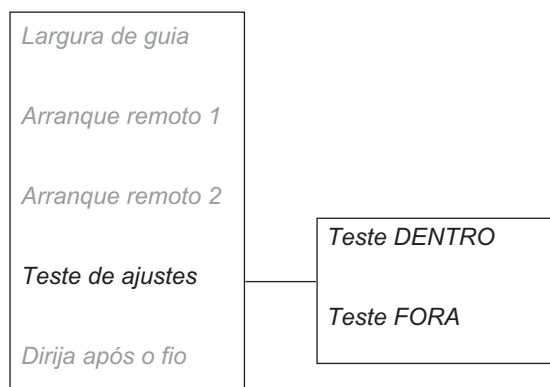 Largura de guia
Arranque remoto 1
Arranque remoto 2
Teste de ajustes
Dirija após o fio
Teste DENTRO
Teste FORA